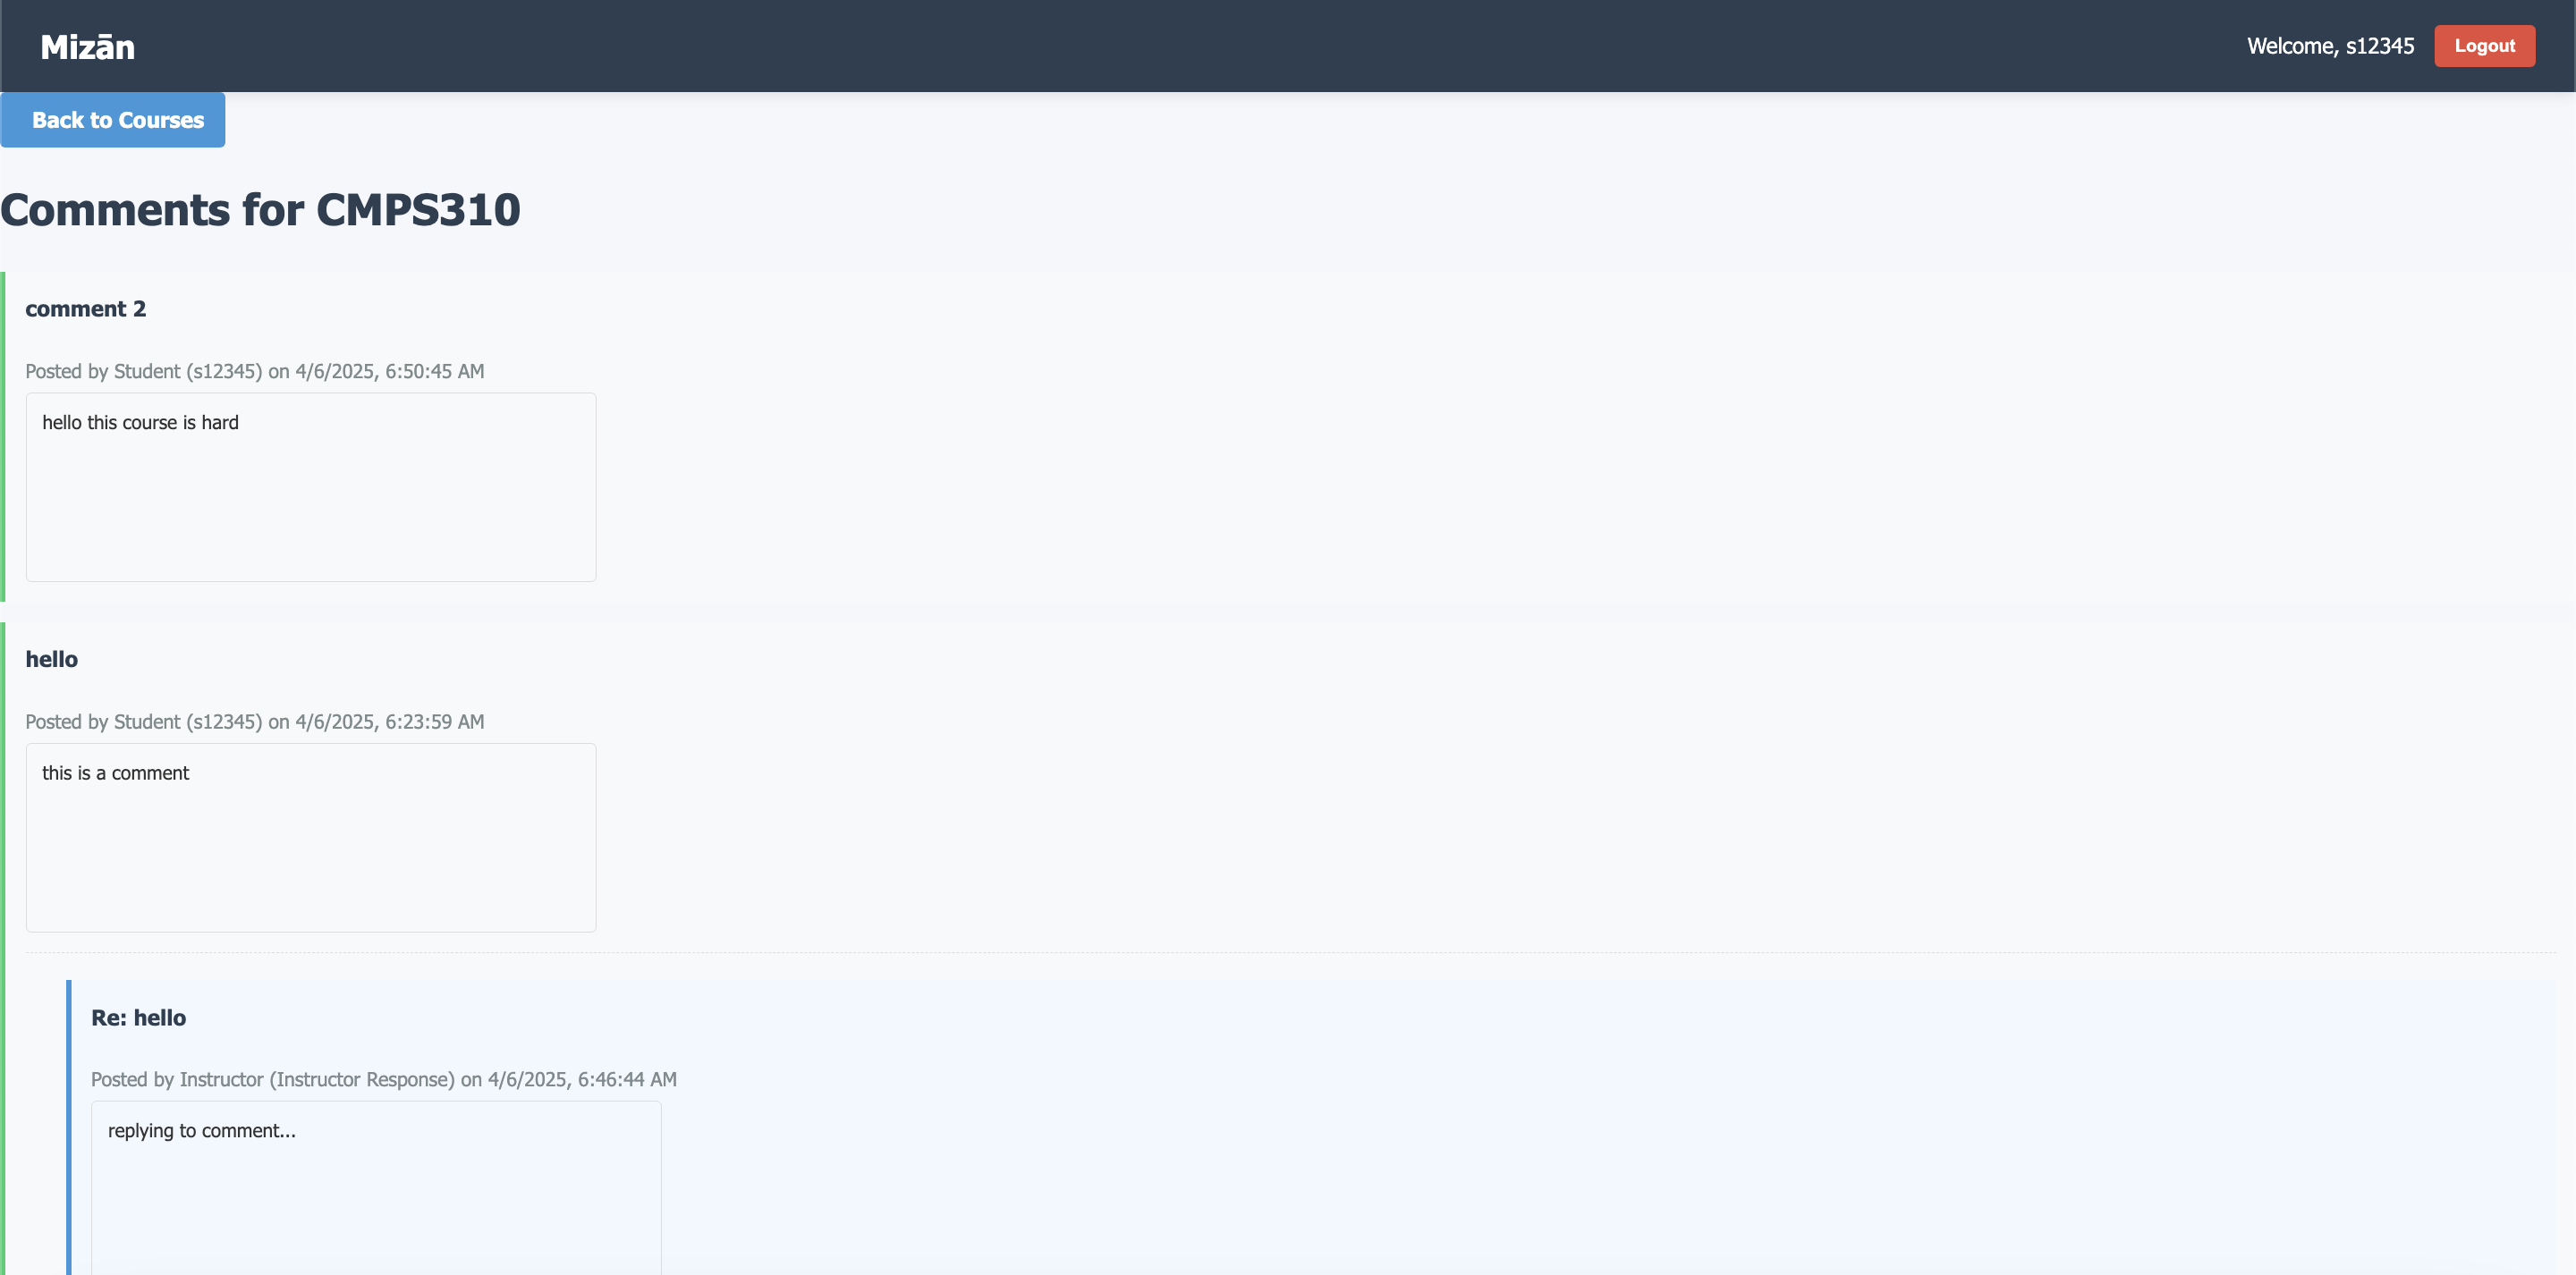 Mizān
Welcome, s12345
Logout
Back to Courses
Comments for CMPS310
comment 2
Posted by Student (s12345) on 4/6/2025, 6:50:45 AM
hello this course is hard
hello
Posted by Student (s12345) on 4/6/2025, 6:23:59 AM
this is a comment
Re: hello
Posted by Instructor (Instructor Response) on 4/6/2025, 6:46:44 AM
replying to comment...